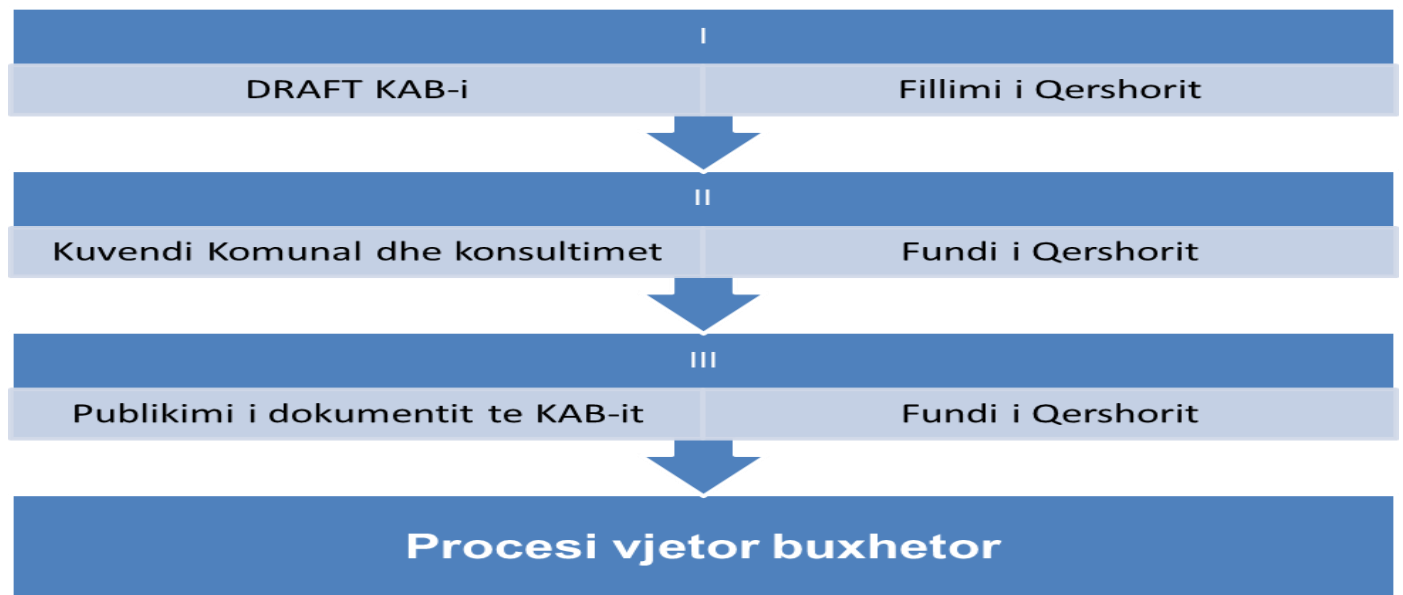 I
DRAFT KAB-i
Fillimi i Qershorit
II
Kuvendi Komunal dhe konsultimet
Fundi i Qershorit
III
Publikimi i dokumentit te KAB-it
Fundi i Qershorit
Procesi vjetor buxhetor